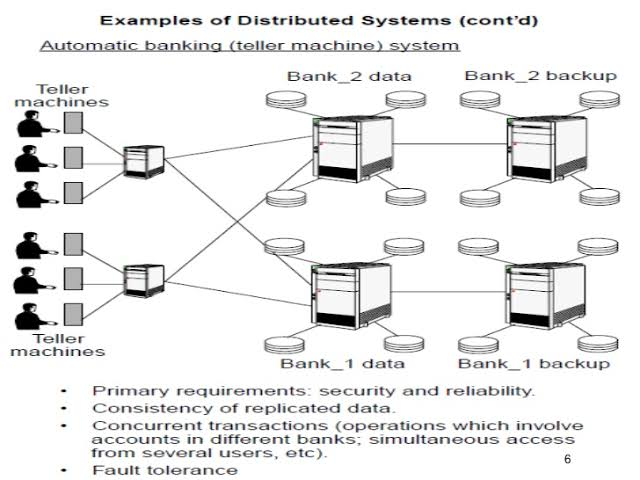 Examples of Distributed Systems (cont'd)
Automatic banking (teller machine) system
Bank_2 data
Bank_2 backup
Teller
machines
Teller
machines
Bank_1 data
Bank_1 backup
• Primary requirements: security and reliability.
• Consistency of replicated data.
• Concurrent transactions (operations which involve
accounts in different banks; simultaneous access
from several users, etc).
• Fault tolerance
6